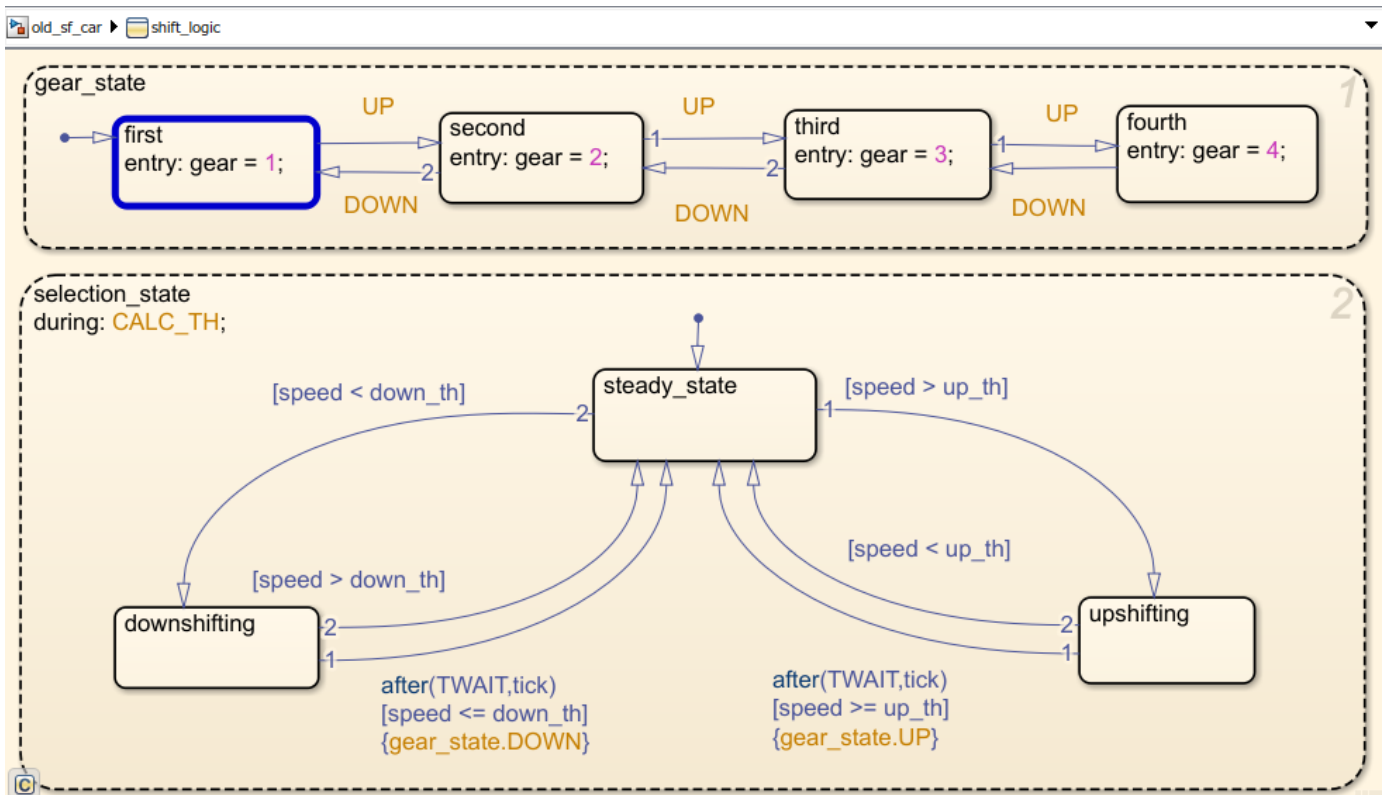 old_sf_car shift_logic
gear_state
1
first
entry: gear = 1;
UP
DOWN
second
entry: gear = 2;
1
2
UP
DOWN
third
entry: gear = 3;
1
2
UP
DOWN
fourth
entry: gear = 4;
selection_state
during: CALC_TH;
2
steady_state
2
1
[speed < down_th]
[speed > up_th]
[speed > down_th]
[speed < up_th]
downshifting
2
1
upshifting
2
1
after(TWAIT,tick)
[speed <= down_th]
{gear_state.DOWN}
after(TWAIT,tick)
[speed >= up_th]
{gear_state.UP}
C